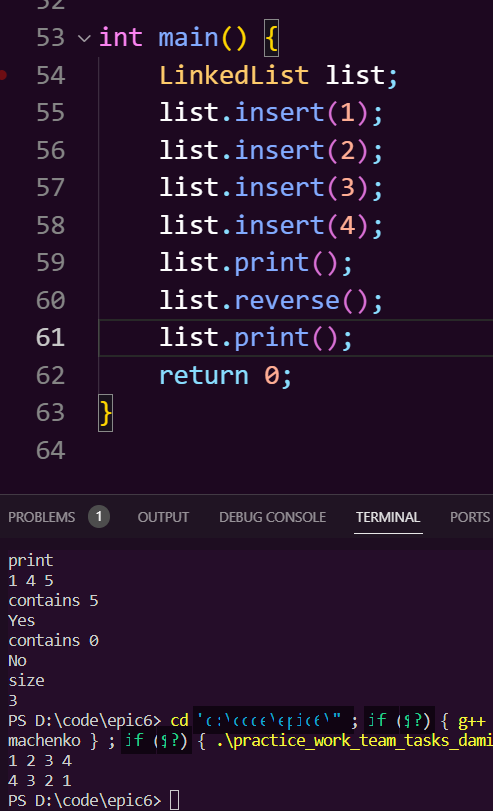 52
53 int main() {
54 LinkedList list;
55 list.insert(1);
56 list.insert(2);
57 list.insert(3);
58 list.insert(4);
59 list.print();
60 list.reverse();
61 list.print();
62 return 0;
63 }
64
PROBLEMS 1 OUTPUT DEBUG CONSOLE TERMINAL PORTS
print
1 4 5
contains 5
Yes
contains 0
No
size
3
PS D:\code\epic6> cd ; if ($?) { g++
machenko } ; if ($?) { .\practice_work_team_tasks_dami
1 2 3 4
4 3 2 1
PS D:\code\epic6>